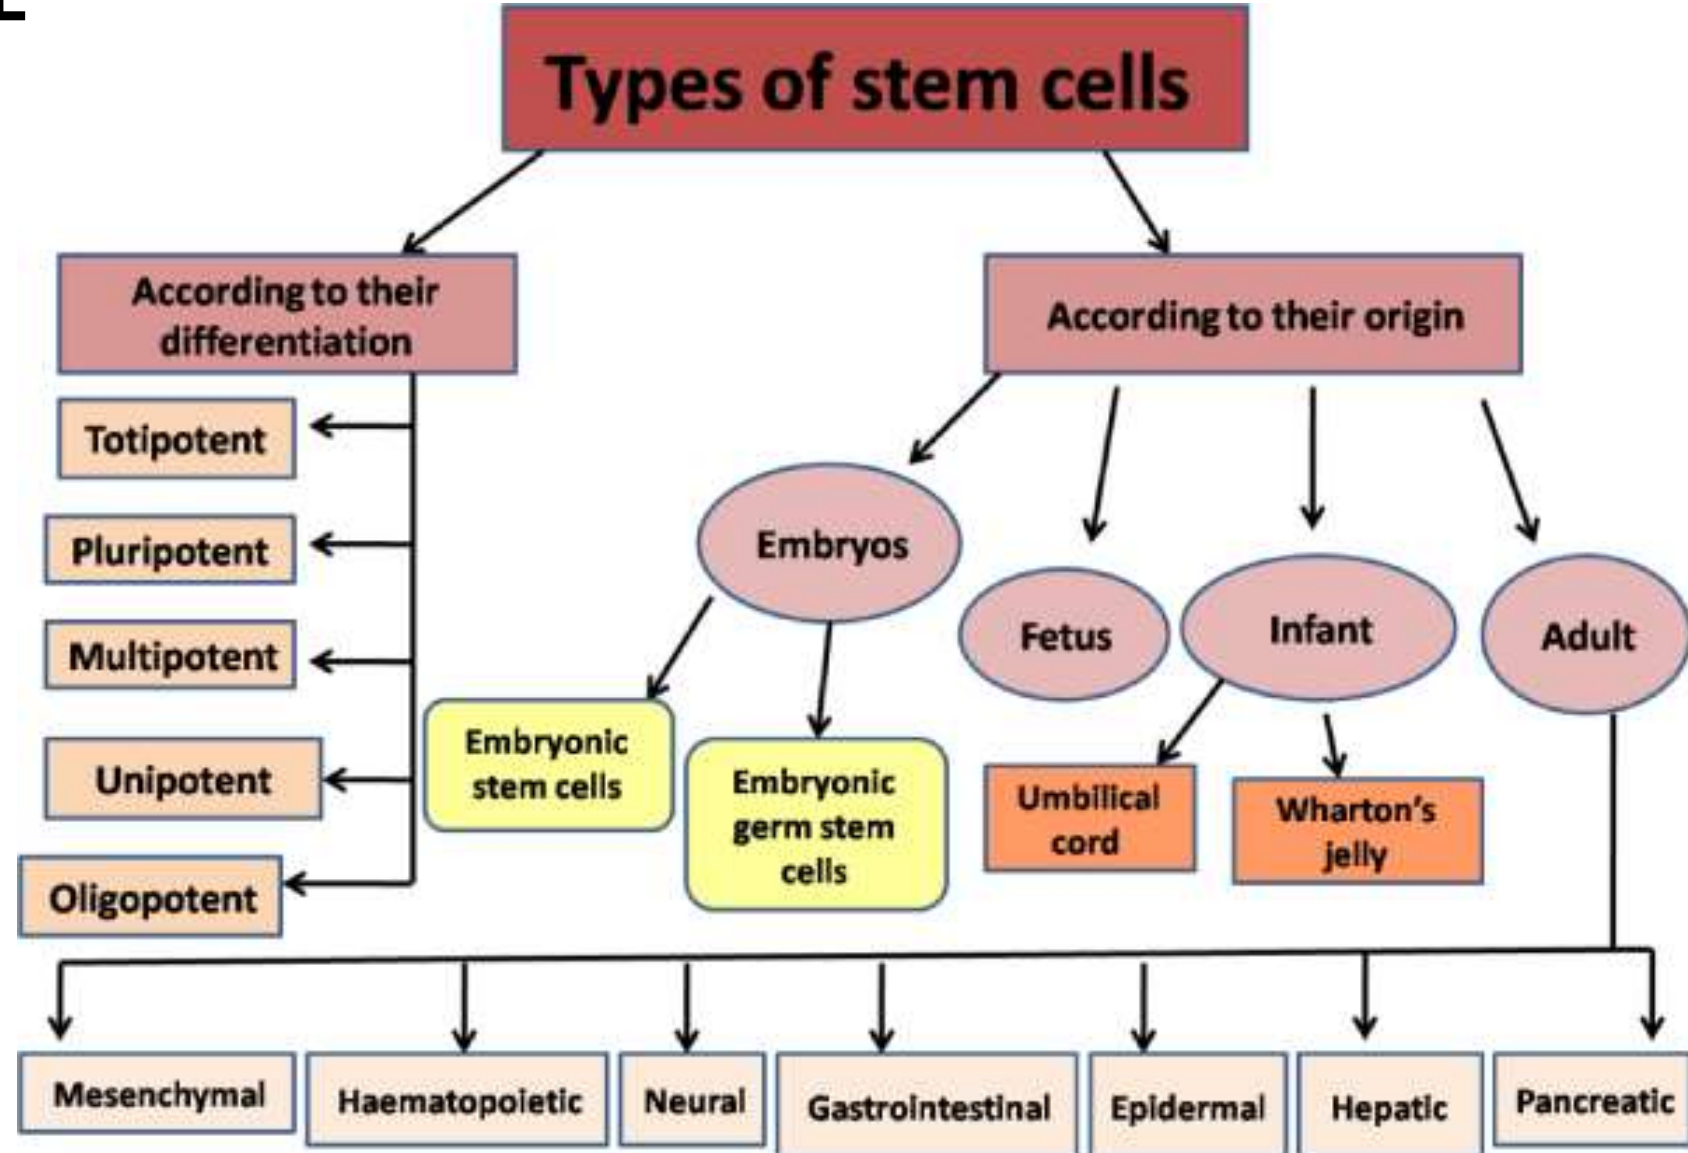 Types of stem cells
According to their
differentiation
According to their origin
Totipotent
Pluripotent
Multipotent
Unipotent
Oligopotent
Embryos
Fetus
Infant
Adult
Embryonic
stem cells
Embryonic
germ stem
cells
Umbilical
cord
Wharton's
jelly
Mesenchymal
Haematopoietic
Neural
Gastrointestinal
Epidermal
Hepatic
Pancreatic